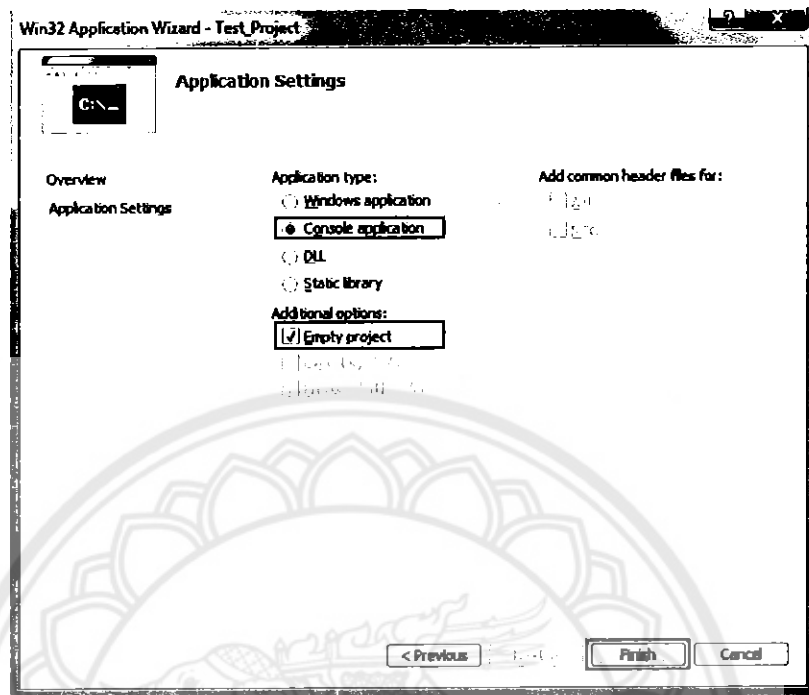 Win32 Application Wizard - Test_Project
? X
C:\_
Application Settings
Overview
Application Settings
Application type:
Windows application
Console application
DLL
Static library
Additional options:
Empty project
Add common header files for:
< Previous
Finish
Cancel